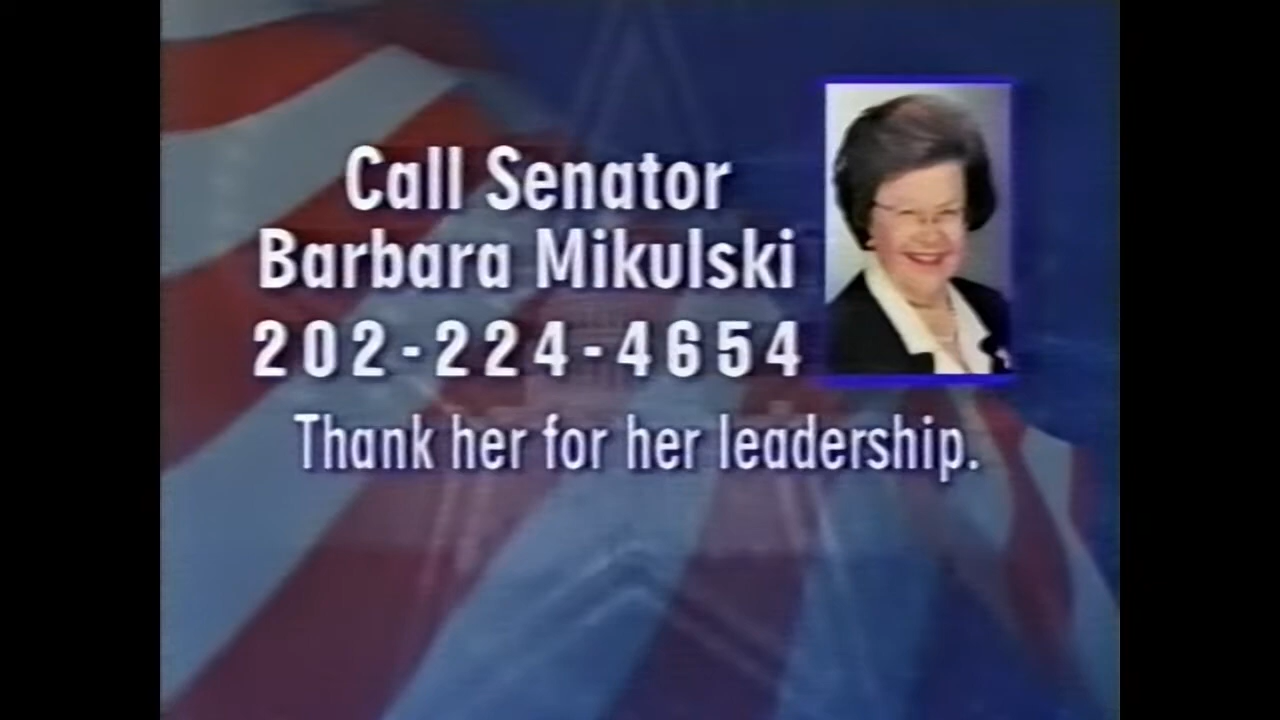 Call Senator
Barbara Mikulski
202-224-4654
Thank her for her leadership.